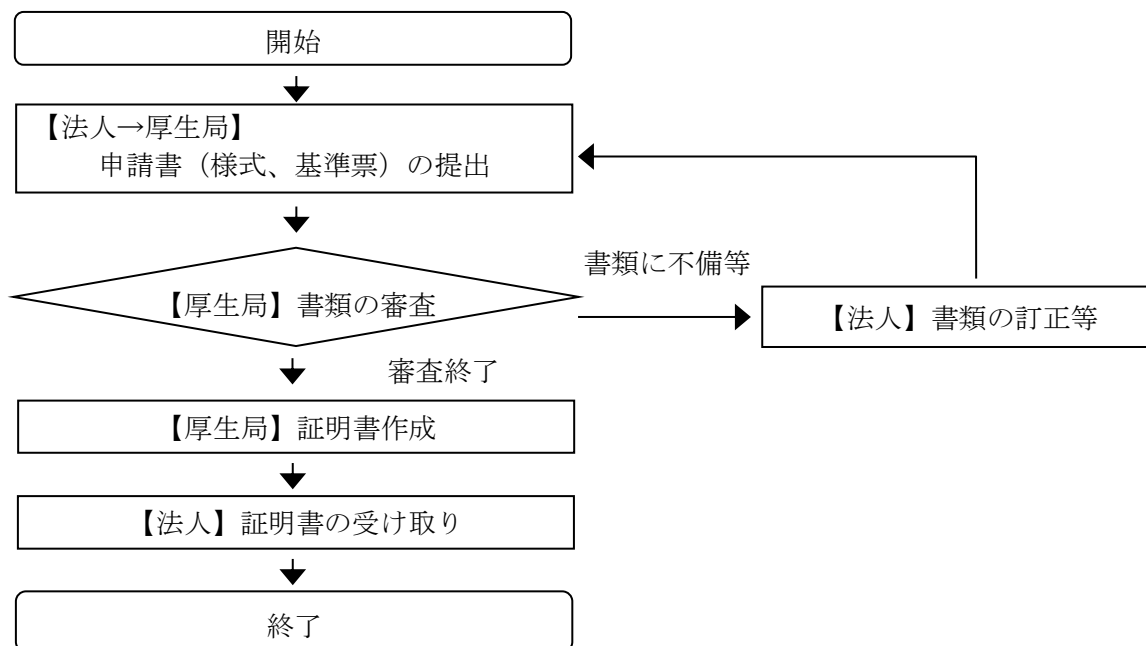 開始
【法人→厚生局】
申請書（様式、基準票）の提出
書類に不備等
【厚生局】書類の審査
【法人】書類の訂正等
審査終了
【厚生局】証明書作成
【法人】証明書の受け取り
終了